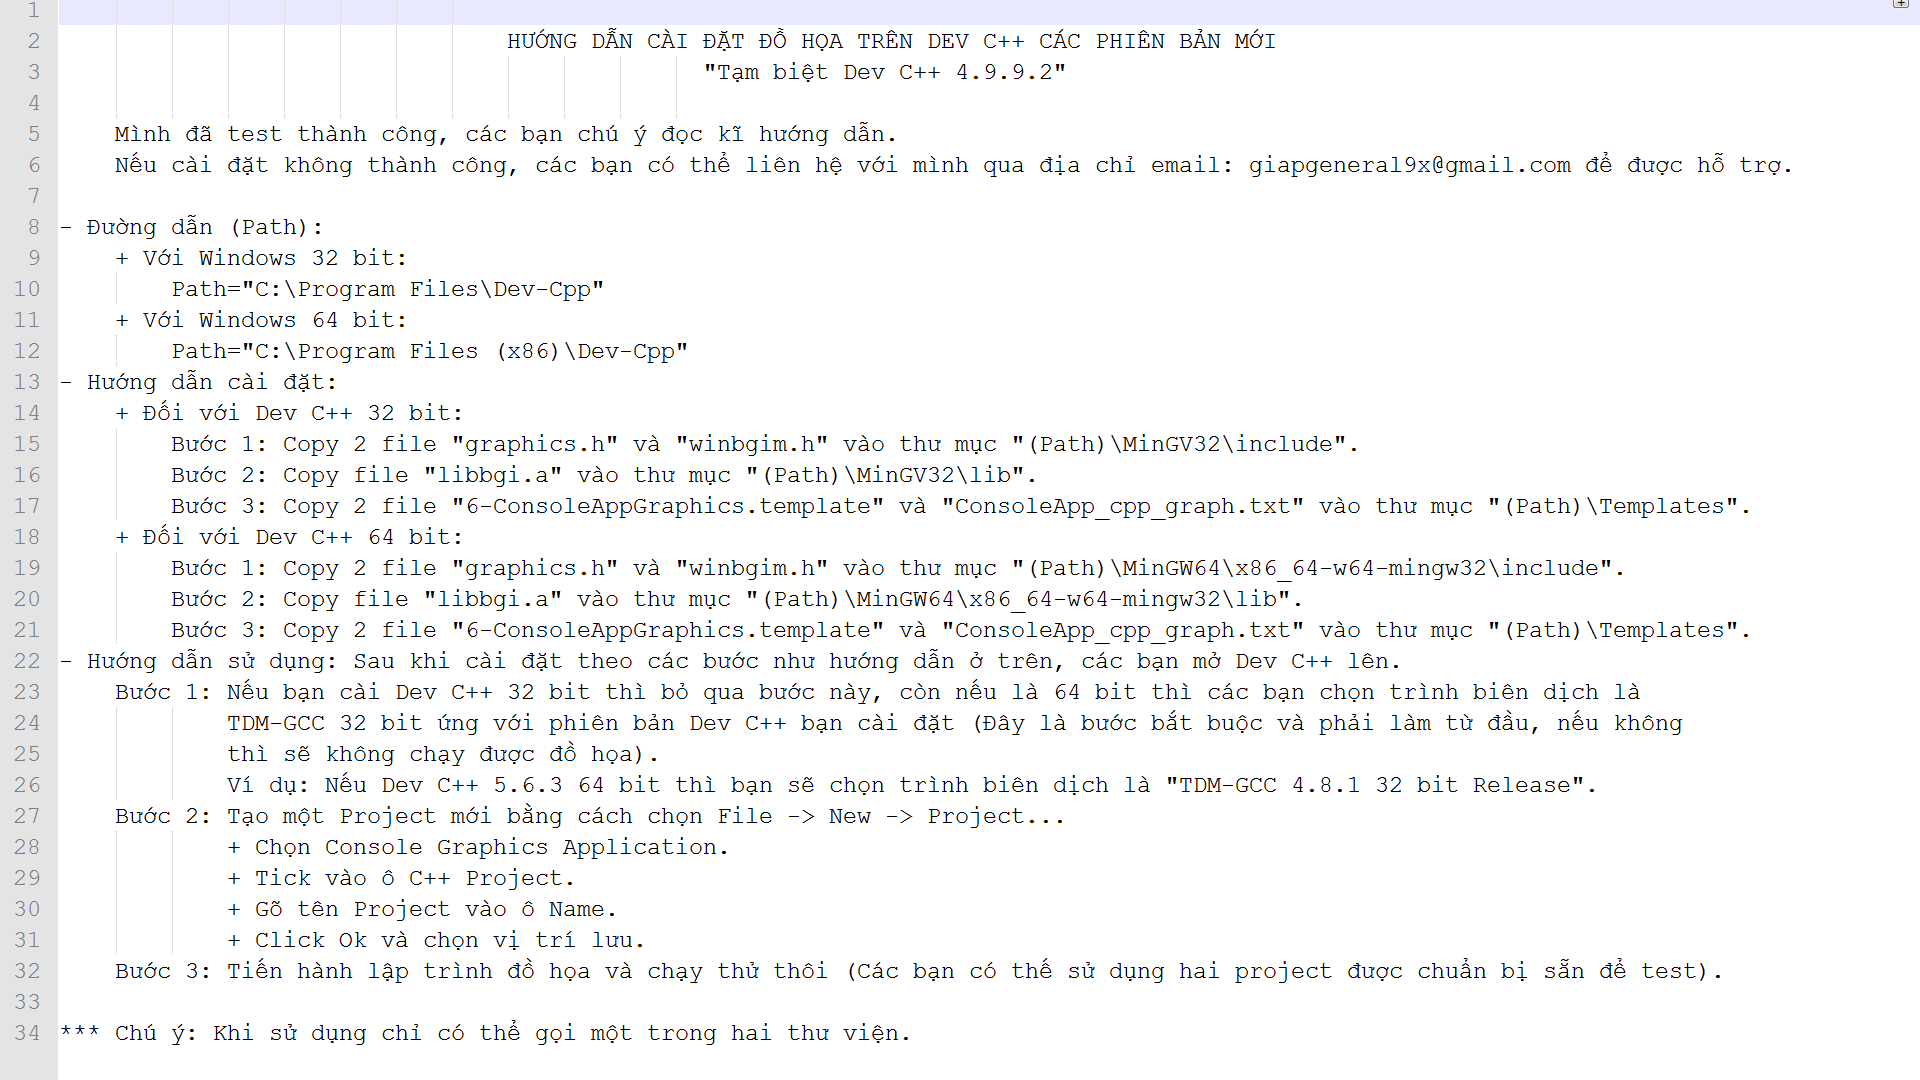 1
2 HƯỚNG DẪN CÀI ĐẶT ĐỒ HỌA TRÊN DEV C++ CÁC PHIÊN BẢN MỚI
3 "Tạm biệt Dev C++ 4.9.9.2"
4
5 Mình đã test thành công, các bạn chú ý đọc kĩ hướng dẫn.
6 Nếu cài đặt không thành công, các bạn có thể liên hệ với mình qua địa chỉ email: giapgeneral9x@gmail.com để được hỗ trợ.
7
8 - Đường dẫn (Path):
9 + Với Windows 32 bit:
10 Path="C:\Program Files\Dev-Cpp"
11 + Với Windows 64 bit:
12 Path="C:\Program Files (x86)\Dev-Cpp"
13 - Hướng dẫn cài đặt:
14 + Đối với Dev C++ 32 bit:
15 Bước 1: Copy 2 file "graphics.h" và "winbgim.h" vào thư mục "(Path)\MinGV32\include".
16 Bước 2: Copy file "libbgi.a" vào thư mục "(Path)\MinGV32\lib".
17 Bước 3: Copy 2 file "6-ConsoleAppGraphics.template" và "ConsoleApp_cpp_graph.txt" vào thư mục "(Path)\Templates".
18 + Đối với Dev C++ 64 bit:
19 Bước 1: Copy 2 file "graphics.h" và "winbgim.h" vào thư mục "(Path)\MinGW64\x86_64-w64-mingw32\include".
20 Bước 2: Copy file "libbgi.a" vào thư mục "(Path)\MinGW64\x86_64-w64-mingw32\lib".
21 Bước 3: Copy 2 file "6-ConsoleAppGraphics.template" và "ConsoleApp_cpp_graph.txt" vào thư mục "(Path)\Templates".
22 - Hướng dẫn sử dụng: Sau khi cài đặt theo các bước như hướng dẫn ở trên, các bạn mở Dev C++ lên.
23 Bước 1: Nếu bạn cài Dev C++ 32 bit thì bỏ qua bước này, còn nếu là 64 bit thì các bạn chọn trình biên dịch là
24 TDM-GCC 32 bit ứng với phiên bản Dev C++ bạn cài đặt (Đây là bước bắt buộc và phải làm từ đầu, nếu không
25 thì sẽ không chạy được đồ họa).
26 Ví dụ: Nếu Dev C++ 5.6.3 64 bit thì bạn sẽ chọn trình biên dịch là "TDM-GCC 4.8.1 32 bit Release".
27 Bước 2: Tạo một Project mới bằng cách chọn File -> New -> Project...
28 + Chọn Console Graphics Application.
29 + Tick vào ô C++ Project.
30 + Gõ tên Project vào ô Name.
31 + Click Ok và chọn vị trí lưu.
32 Bước 3: Tiến hành lập trình đồ họa và chạy thử thôi (Các bạn có thế sử dụng hai project được chuẩn bị sẵn để test).
33
34 *** Chú ý: Khi sử dụng chỉ có thể gọi một trong hai thư viện.